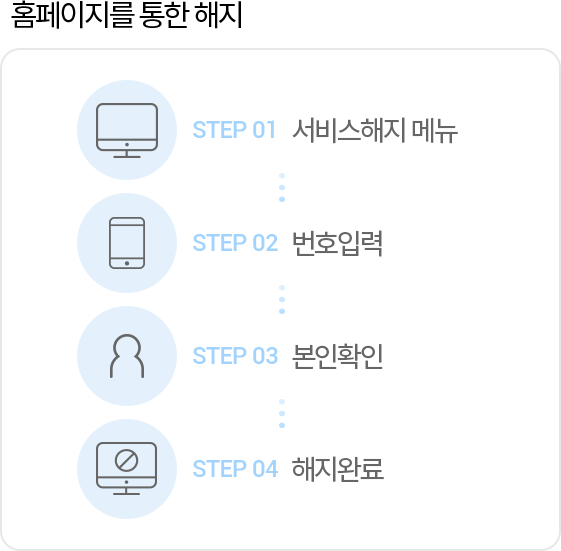 홈페이지를 통한 해지
STEP 01 서비스해지 메뉴
STEP 02 번호입력
STEP 03 본인확인
STEP 04 해지완료